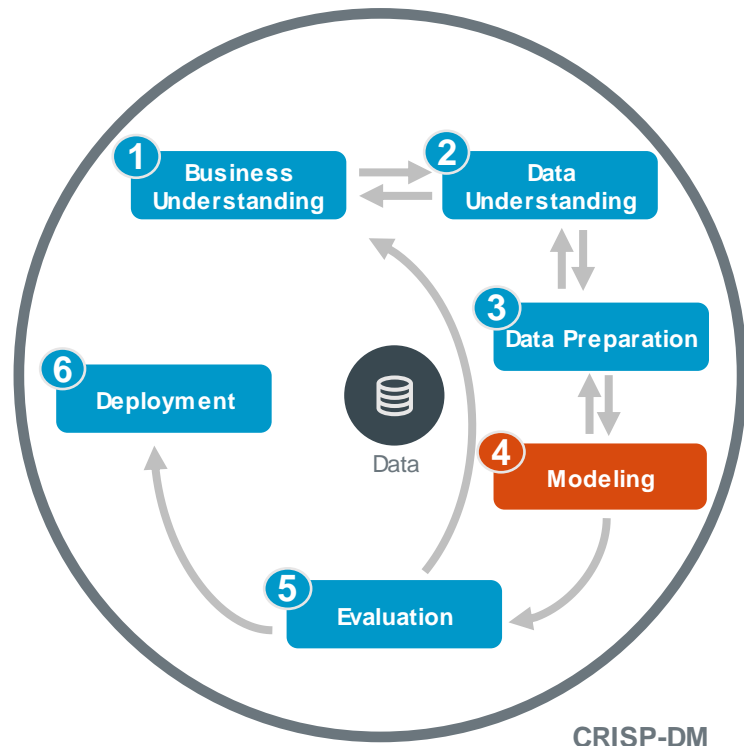 1
Business
Understanding
2
Data
Understanding
3
Data Preparation
4
Modeling
5
Evaluation
6
Deployment
Data
CRISP-DM